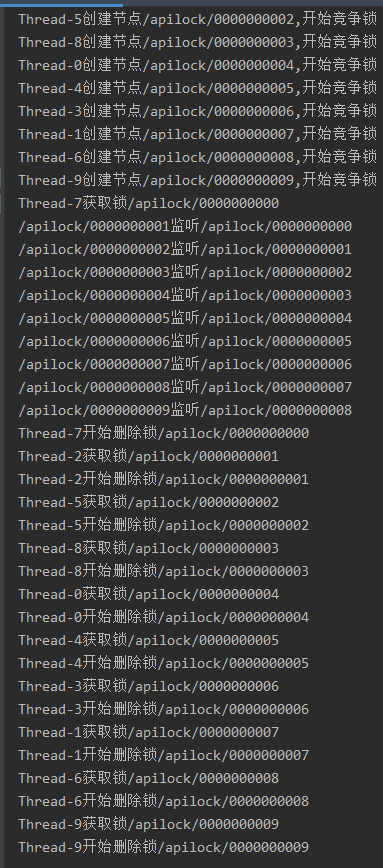 Thread-5创建节点/apilock/0000000002,开始竞争锁
Thread-8创建节点/apilock/0000000003,开始竞争锁
Thread-0创建节点/apilock/0000000004,开始竞争锁
Thread-4创建节点/apilock/0000000005,开始竞争锁
Thread-3创建节点/apilock/0000000006,开始竞争锁
Thread-1创建节点/apilock/0000000007,开始竞争锁
Thread-6创建节点/apilock/0000000008,开始竞争锁
Thread-9创建节点/apilock/0000000009,开始竞争锁
Thread-7获取锁/apilock/0000000000
/apilock/0000000001监听/apilock/0000000000
/apilock/0000000002监听/apilock/0000000001
/apilock/0000000003监听/apilock/0000000002
/apilock/0000000004监听/apilock/0000000003
/apilock/0000000005监听/apilock/0000000004
/apilock/0000000006监听/apilock/0000000005
/apilock/0000000007监听/apilock/0000000006
/apilock/0000000008监听/apilock/0000000007
/apilock/0000000009监听/apilock/0000000008
Thread-7开始删除锁/apilock/0000000000
Thread-2获取锁/apilock/0000000001
Thread-2开始删除锁/apilock/0000000001
Thread-5获取锁/apilock/0000000002
Thread-5开始删除锁/apilock/0000000002
Thread-8获取锁/apilock/0000000003
Thread-8开始删除锁/apilock/0000000003
Thread-0获取锁/apilock/0000000004
Thread-0开始删除锁/apilock/0000000004
Thread-4获取锁/apilock/0000000005
Thread-4开始删除锁/apilock/0000000005
Thread-3获取锁/apilock/0000000006
Thread-3开始删除锁/apilock/0000000006
Thread-1获取锁/apilock/0000000007
Thread-1开始删除锁/apilock/0000000007
Thread-6获取锁/apilock/0000000008
Thread-6开始删除锁/apilock/0000000008
Thread-9获取锁/apilock/0000000009
Thread-9开始删除锁/apilock/0000000009